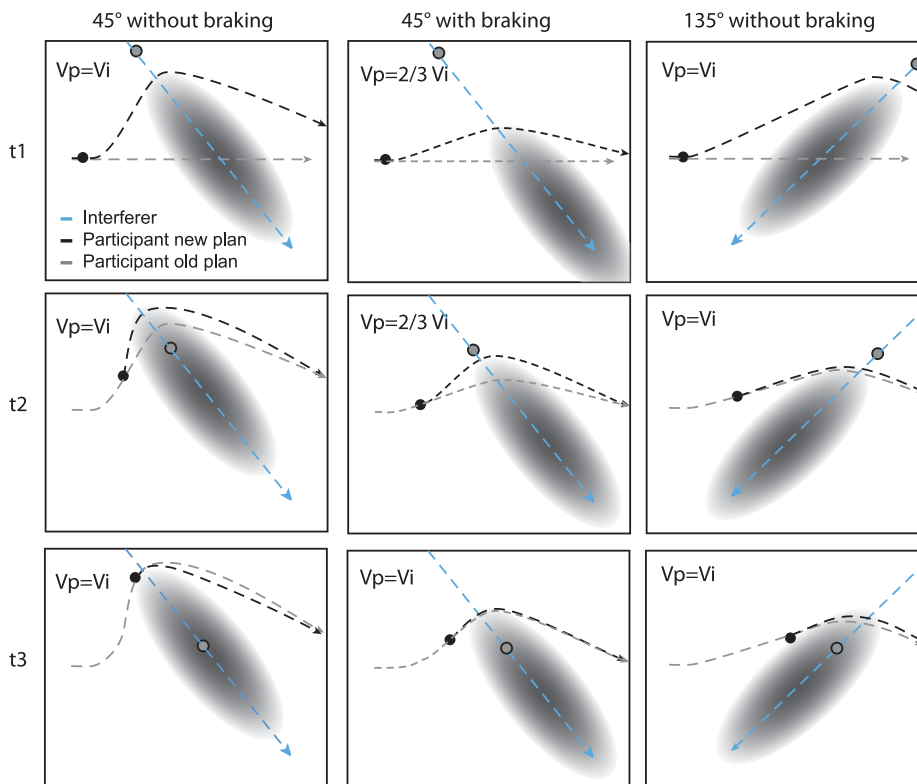 45° without braking
45° with braking
135° without braking
t1
Vp=Vi
Vp=2/3 Vi
Vp=Vi
Interferer
Participant new plan
Participant old plan
t2
Vp=Vi
Vp=2/3 Vi
Vp=Vi
t3
Vp=Vi
Vp=Vi
Vp=Vi